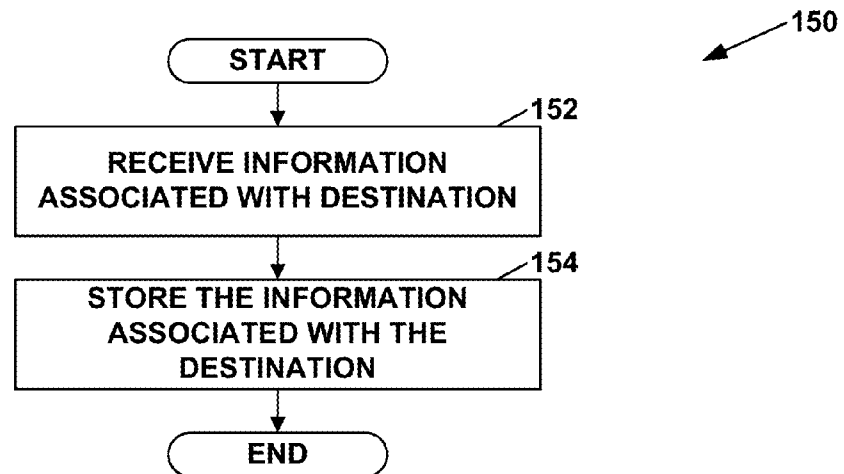 150
START
152
RECEIVE INFORMATION
ASSOCIATED WITH DESTINATION
154
STORE THE INFORMATION
ASSOCIATED WITH THE
DESTINATION
END